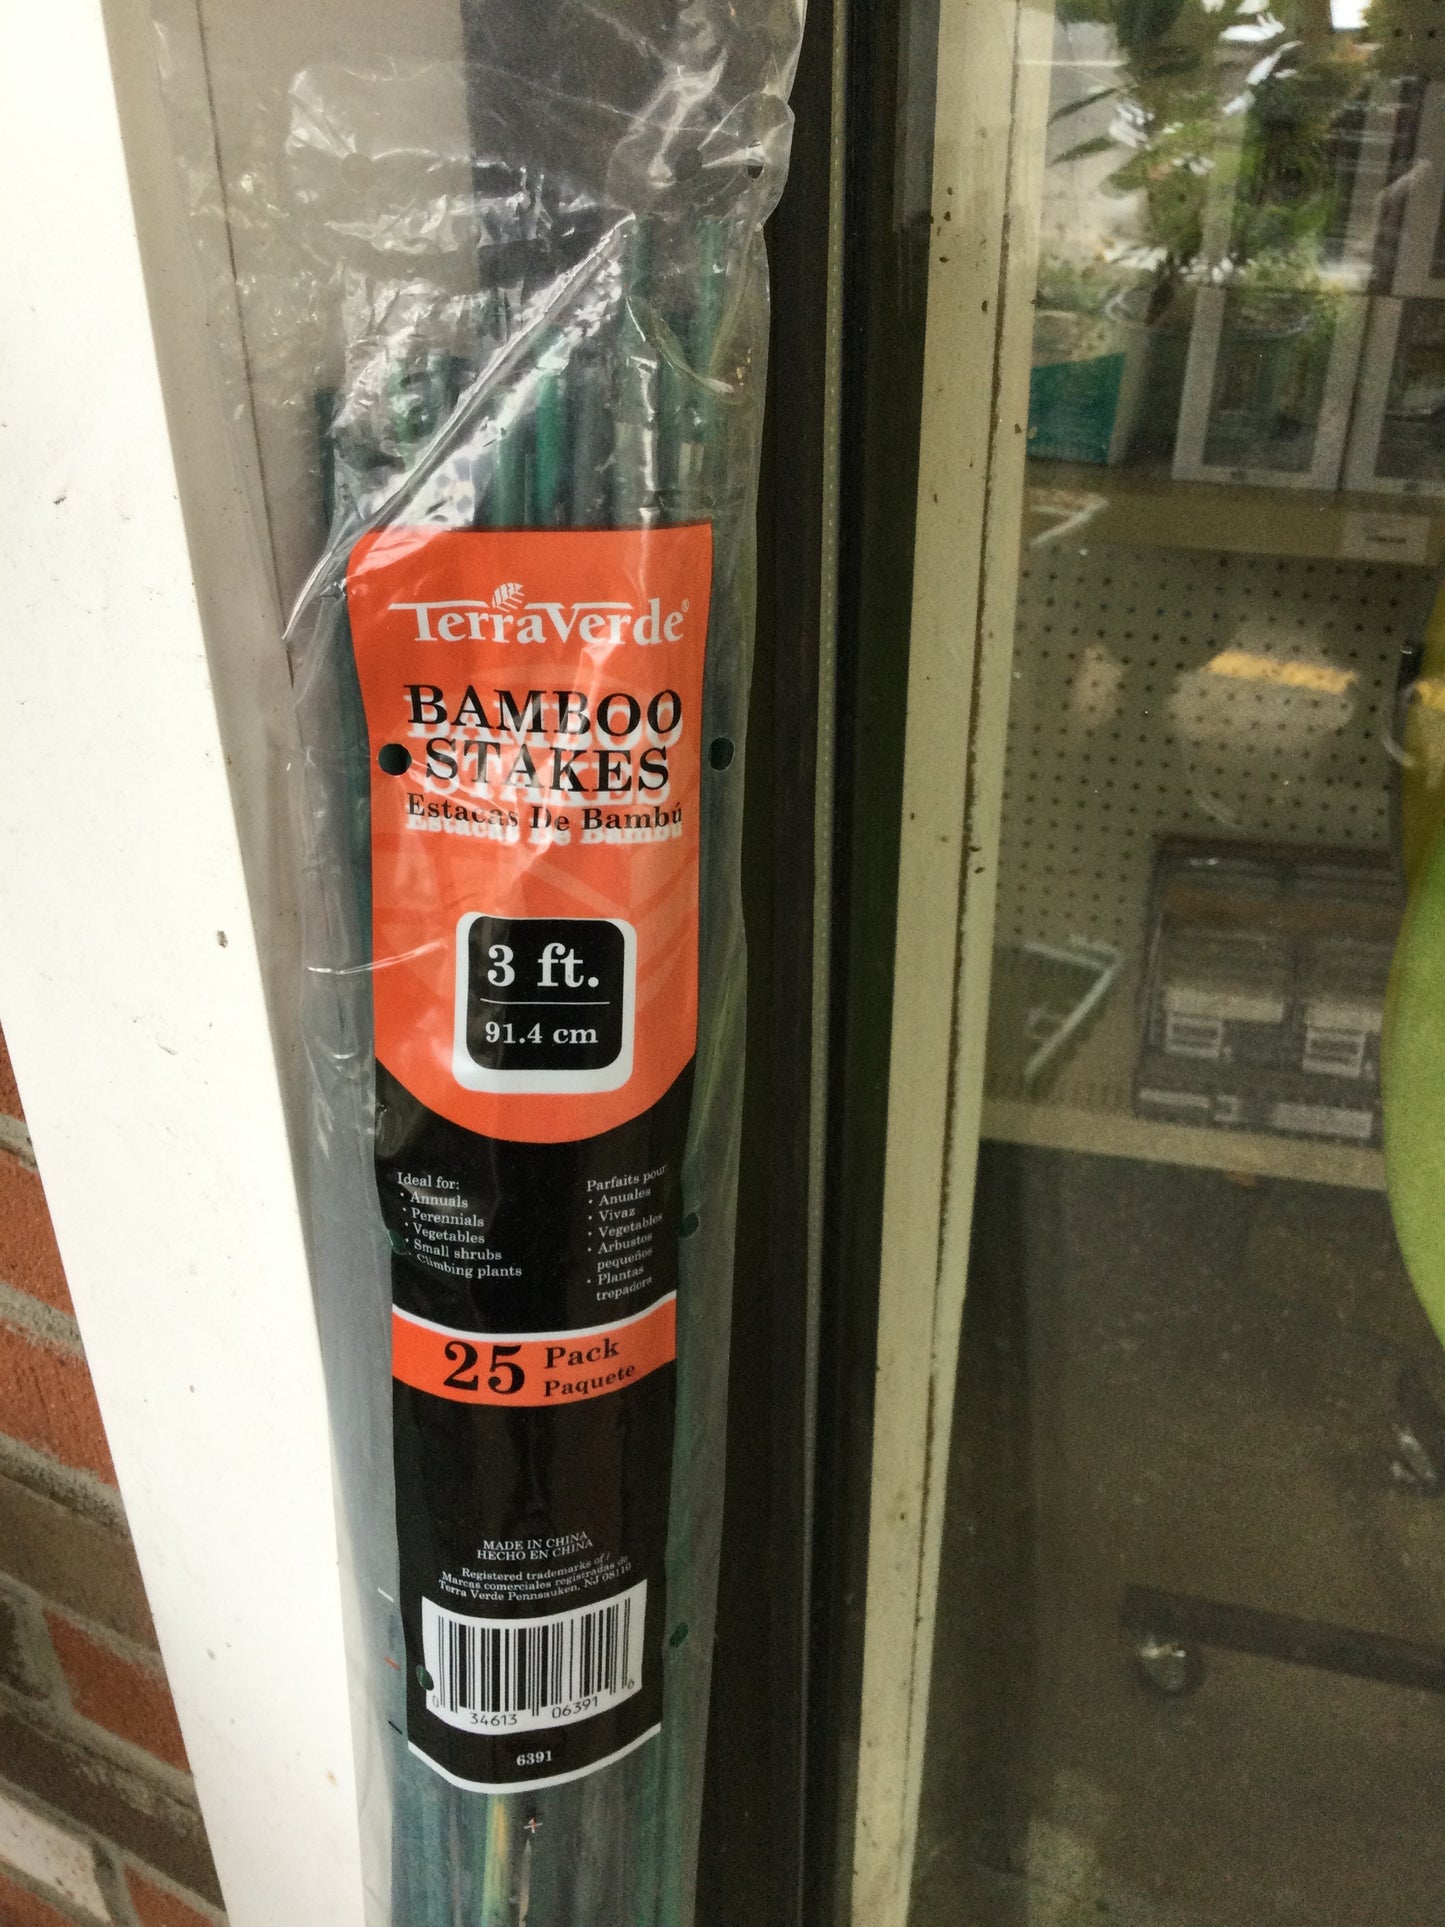 TerraVerde®
BAMBOO
STAKES
Estacas De Bambú
3 ft.
91.4 cm
Ideal for:
• Annuals
• Perennials
• Vegetables
• Small shrubs
• Climbing plants
Parfaits pour
• Anuales
• Vivaz
• Vegetables
• Arbustos
pequeños
• Plantas
trepadora
25 Pack
Paquete
MADE IN CHINA
HECHO EN CHINA
Registered trademarks of /
Marcas comerciales registradas de
Terra Verde Pennsauken, NJ 08110
0 34613 06391 6
6391